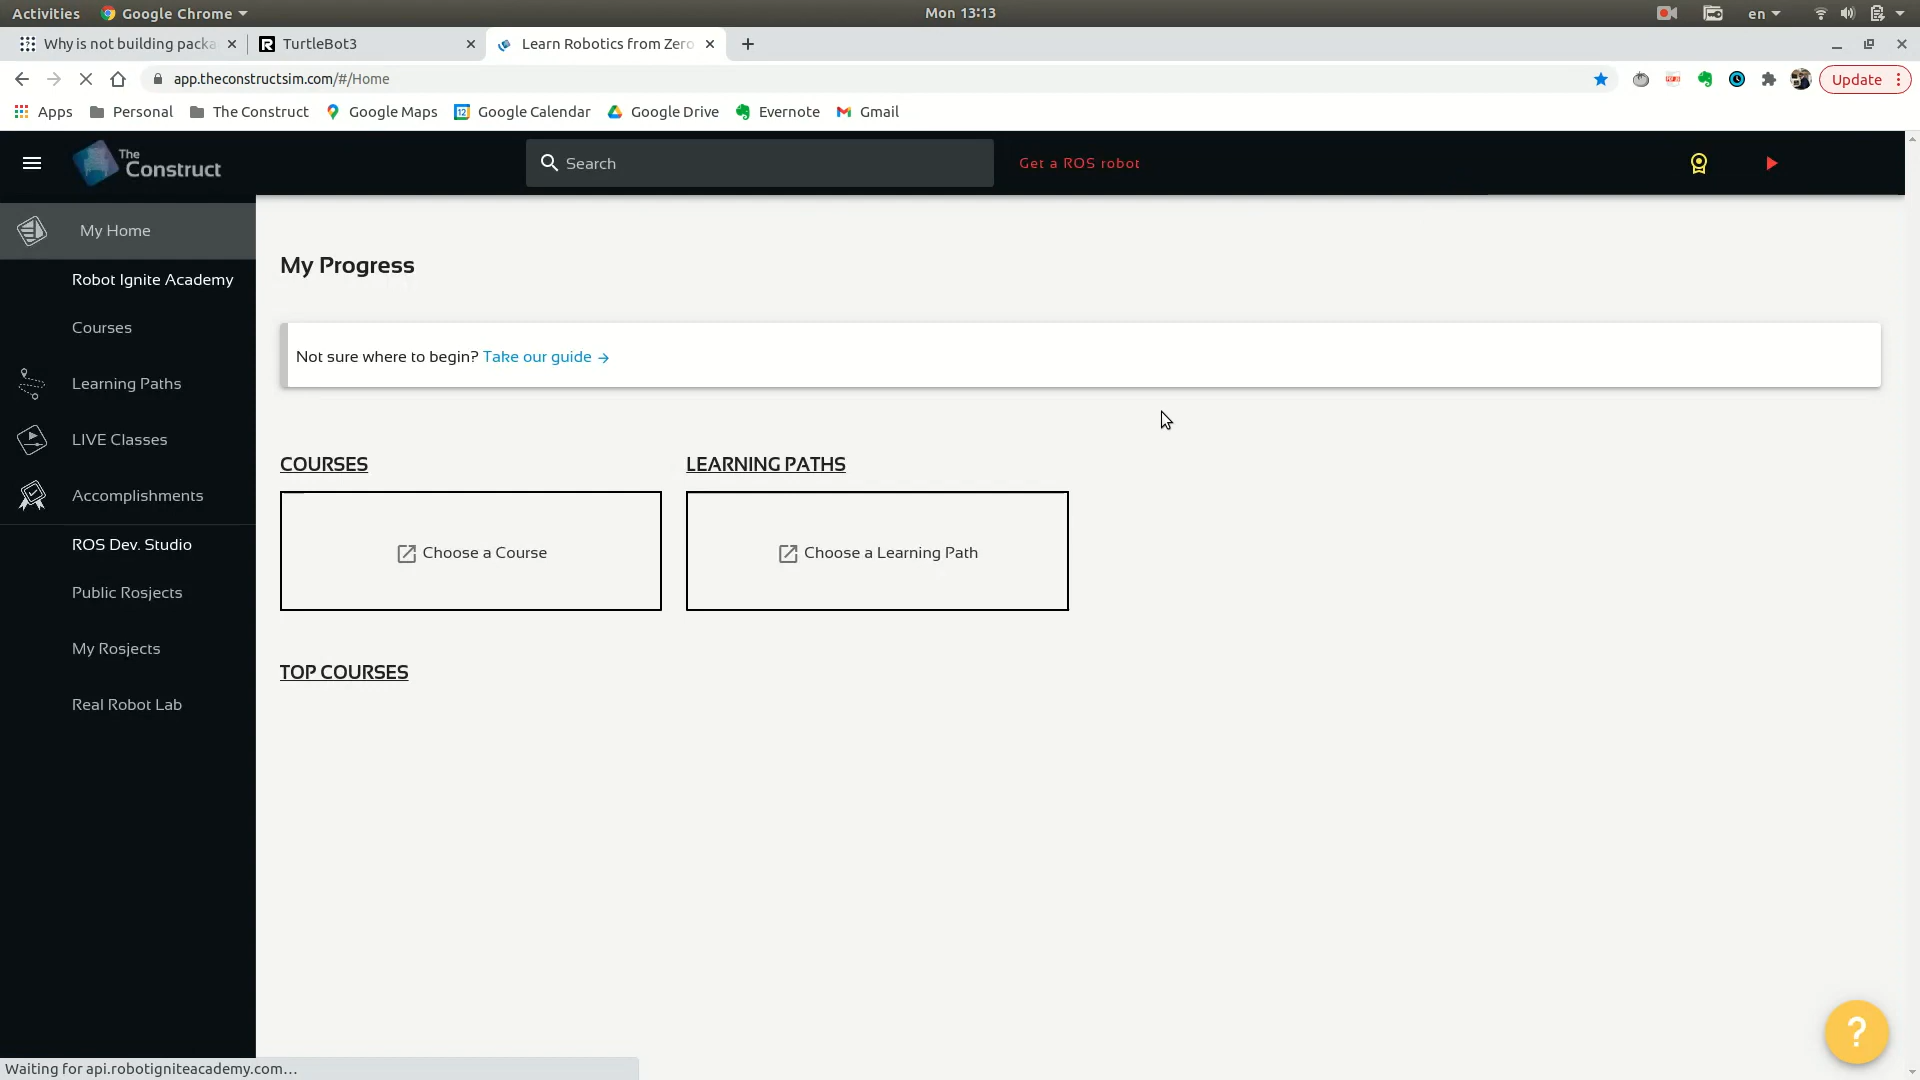 Activities Google Chrome Mon 13:13 en
Why is not building packa TurtleBot3 Learn Robotics from Zero
app.theconstructsim.com/#/Home Update
Apps Personal The Construct Google Maps Google Calendar Google Drive Evernote Gmail
The Construct Search Get a ROS robot
My Home
Robot Ignite Academy
Courses
Learning Paths
LIVE Classes
Accomplishments
ROS Dev. Studio
Public Rosjects
My Rosjects
Real Robot Lab
My Progress
Not sure where to begin? Take our guide →
COURSES
Choose a Course
LEARNING PATHS
Choose a Learning Path
TOP COURSES
?
Waiting for api.robotigniteacademy.com…